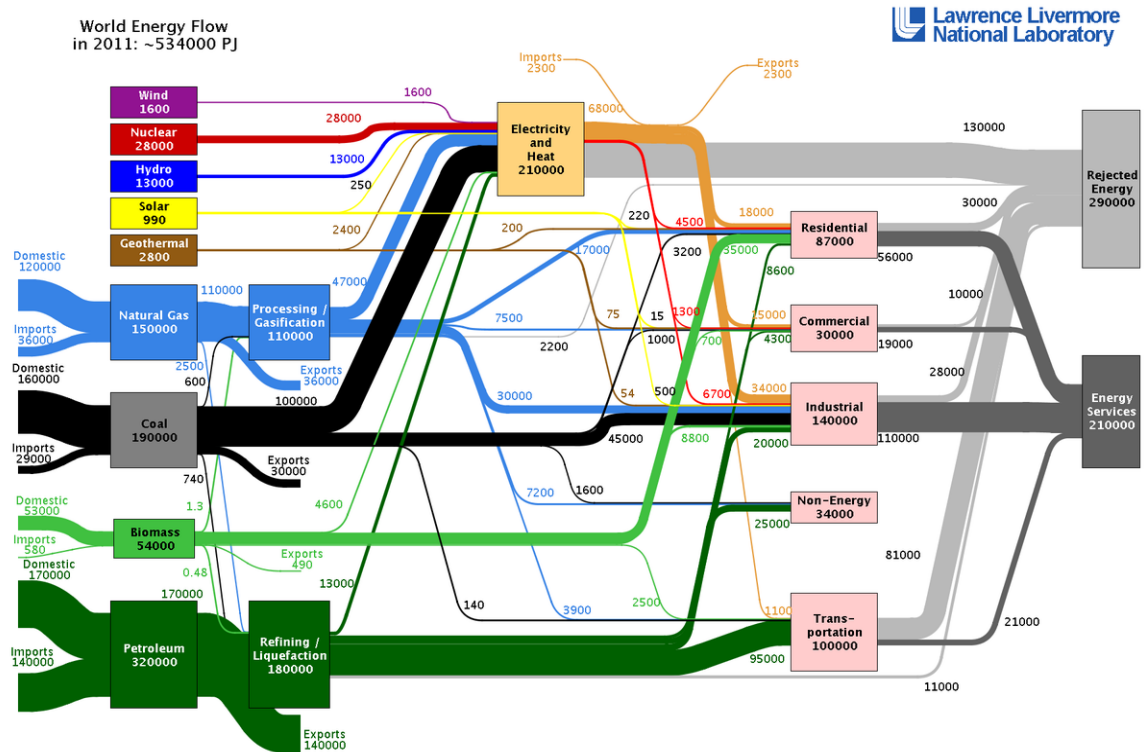 World Energy Flow
in 2011: ~534000 PJ
Lawrence Livermore
National Laboratory
Imports
2300
Exports
2300
Wind
1600
1600
Nuclear
28000
28000
Hydro
13000
13000
250
Solar
990
Geothermal
2800
2400
200
Electricity
and
Heat
210000
68000
130000
Rejected
Energy
290000
Domestic
120000
Imports
36000
Natural Gas
150000
110000
Processing /
Gasification
110000
47000
Exports
36000
2500
600
17000
7500
2200
30000
220
4500
3200
35000
18000
8600
Residential
87000
30000
56000
75
15
1000
1300
700
15000
4300
Commercial
30000
10000
19000
Domestic
160000
Imports
29000
Coal
190000
100000
Exports
30000
740
45000
54
500
6700
8800
34000
20000
Industrial
140000
28000
110000
Energy
Services
210000
1600
7200
25000
Non-Energy
34000
Domestic
53000
Imports
580
Biomass
54000
1.3
0.48
4600
Exports
490
Domestic
170000
Imports
140000
Petroleum
320000
170000
Refining /
Liquefaction
180000
13000
Exports
140000
140
3900
2500
1100
95000
Trans-
portation
100000
81000
21000
11000